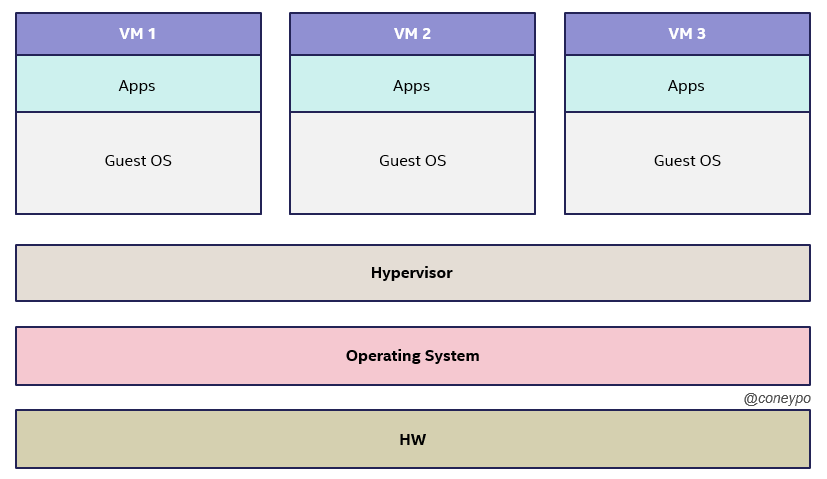 VM 1 VM 2 VM 3
Apps Apps Apps
Guest OS Guest OS Guest OS
Hypervisor
Operating System
@coneypo
HW